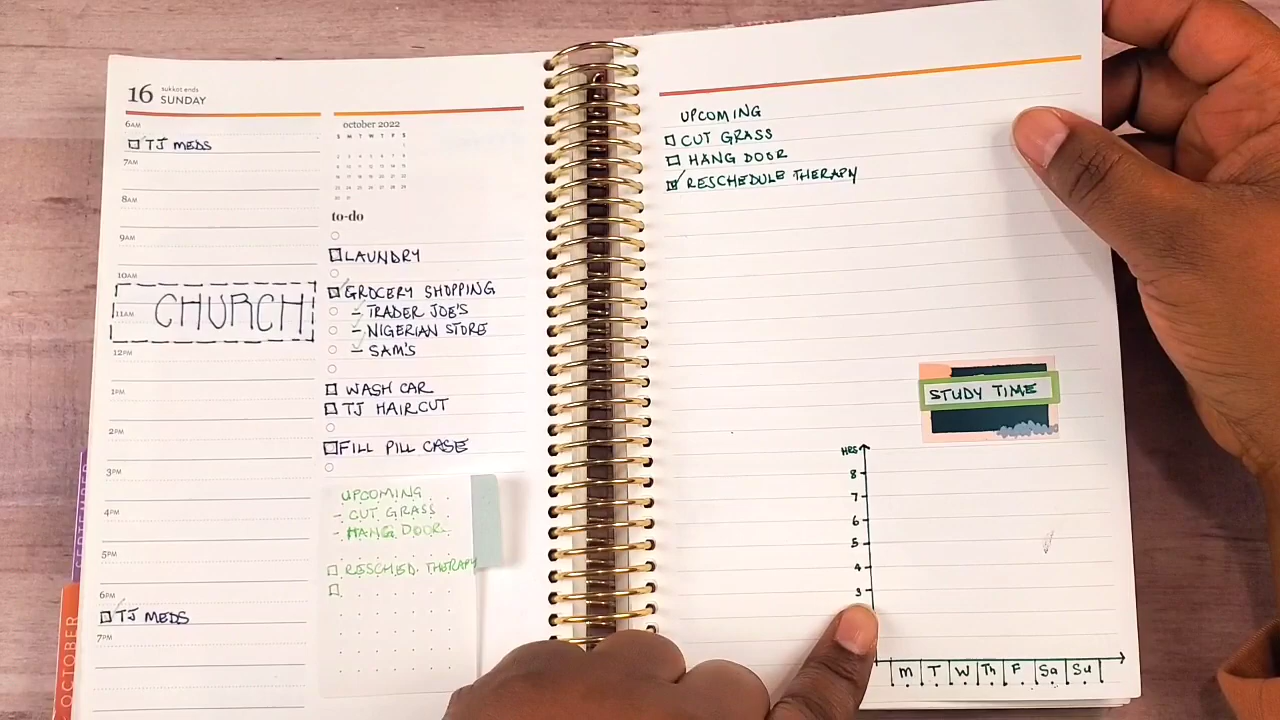 16
sukkot ends
SUNDAY
6AM
TJ MEDS
7AM
8AM
9AM
10AM
11AM
CHURCH
12PM
1PM
2PM
3PM
4PM
5PM
6PM
TJ MEDS
7PM
october 2022
S M T W T F S
to-do
LAUNDRY
GROCERY SHOPPING
- TRADER JOE'S
- NIGERIAN STORE
- SAM'S
WASH CAR
TJ HAIRCUT
FILL PILL CASE
UPCOMING
- CUT GRASS
- HANG DOOR
RESCHED. THERAPY
SEPTEMBER
OCTOBER
UPCOMING
CUT GRASS
HANG DOOR
RESCHEDULE THERAPY
STUDY TIME
HRS
8
7
6
5
4
3
M T W Th F Sa Su